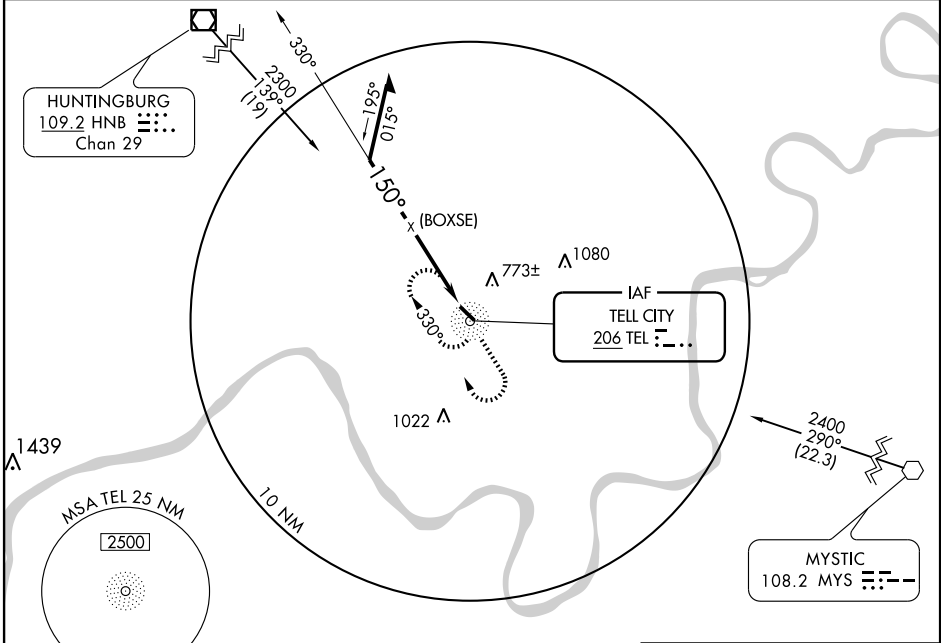 HUNTINGBURG
109.2 HNB
Chan 29
2300
139°
(19)
330°
195°
015°
150°
x (BOXSE)
773±
1080
IAF
TELL CITY
206 TEL
330°
1022
1439
MSA TEL 25 NM
2500
10 NM
2400
290°
(22.3)
MYSTIC
108.2 MYS